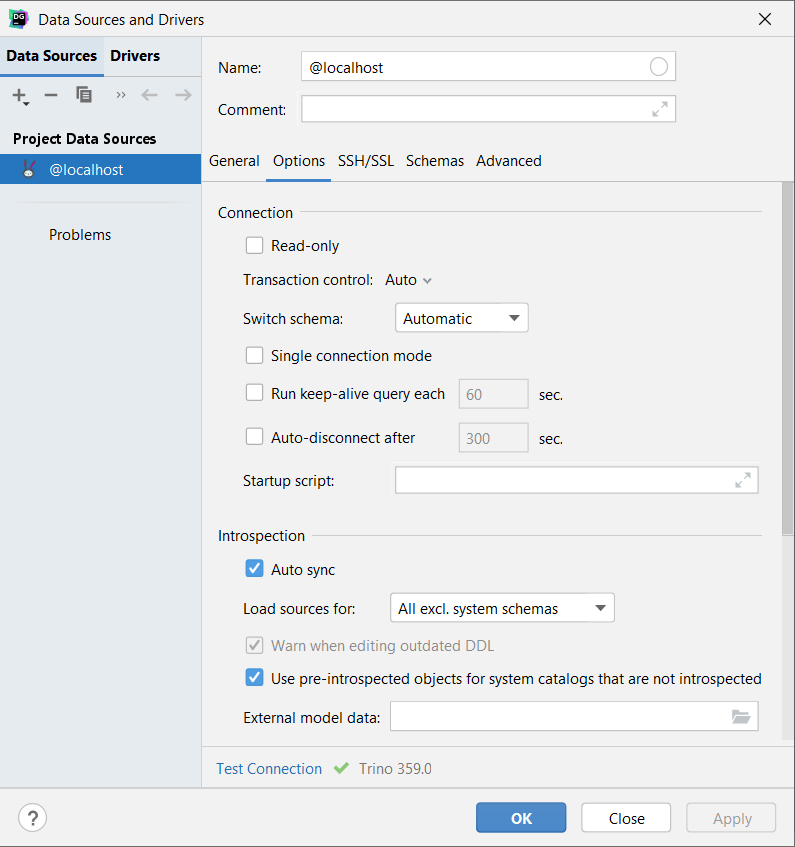 DG
Data Sources and Drivers
Data Sources Drivers
Project Data Sources
@localhost
Problems
Name: @localhost
Comment:
General Options SSH/SSL Schemas Advanced
Connection
Read-only
Transaction control: Auto
Switch schema: Automatic
Single connection mode
Run keep-alive query each 60 sec.
Auto-disconnect after 300 sec.
Startup script:
Introspection
Auto sync
Load sources for: All excl. system schemas
Warn when editing outdated DDL
Use pre-introspected objects for system catalogs that are not introspected
External model data:
Test Connection Trino 359.0
? OK Close Apply